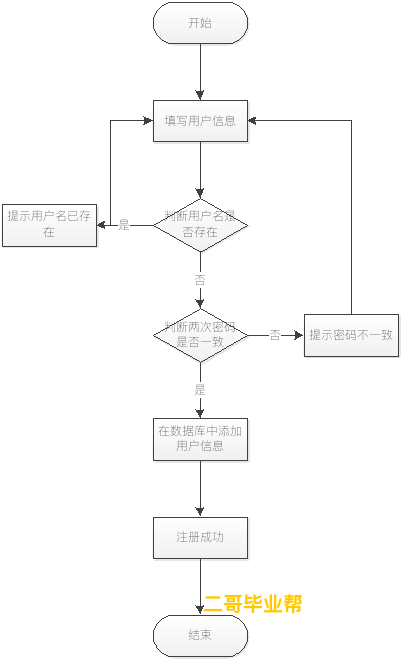 开始
填写用户信息
判断用户名是
否存在
是
提示用户名已存
在
否
判断两次密码
是否一致
否
提示密码不一致
是
在数据库中添加
用户信息
注册成功
二哥毕业帮
结束